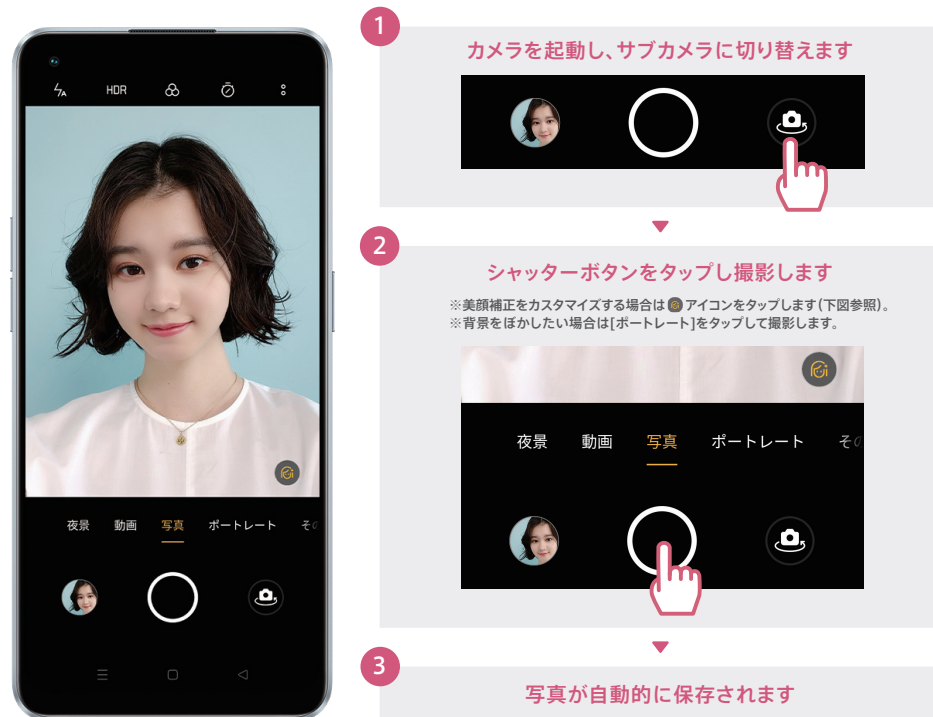 HDR
夜景 動画 写真 ポートレート その
1
カメラを起動し、サブカメラに切り替えます
2
シャッターボタンをタップし撮影します
※美顔補正をカスタマイズする場合は アイコンをタップします(下図参照)。
※背景をぼかしたい場合は[ポートレート]をタップして撮影します。
夜景 動画 写真 ポートレート その
3
写真が自動的に保存されます